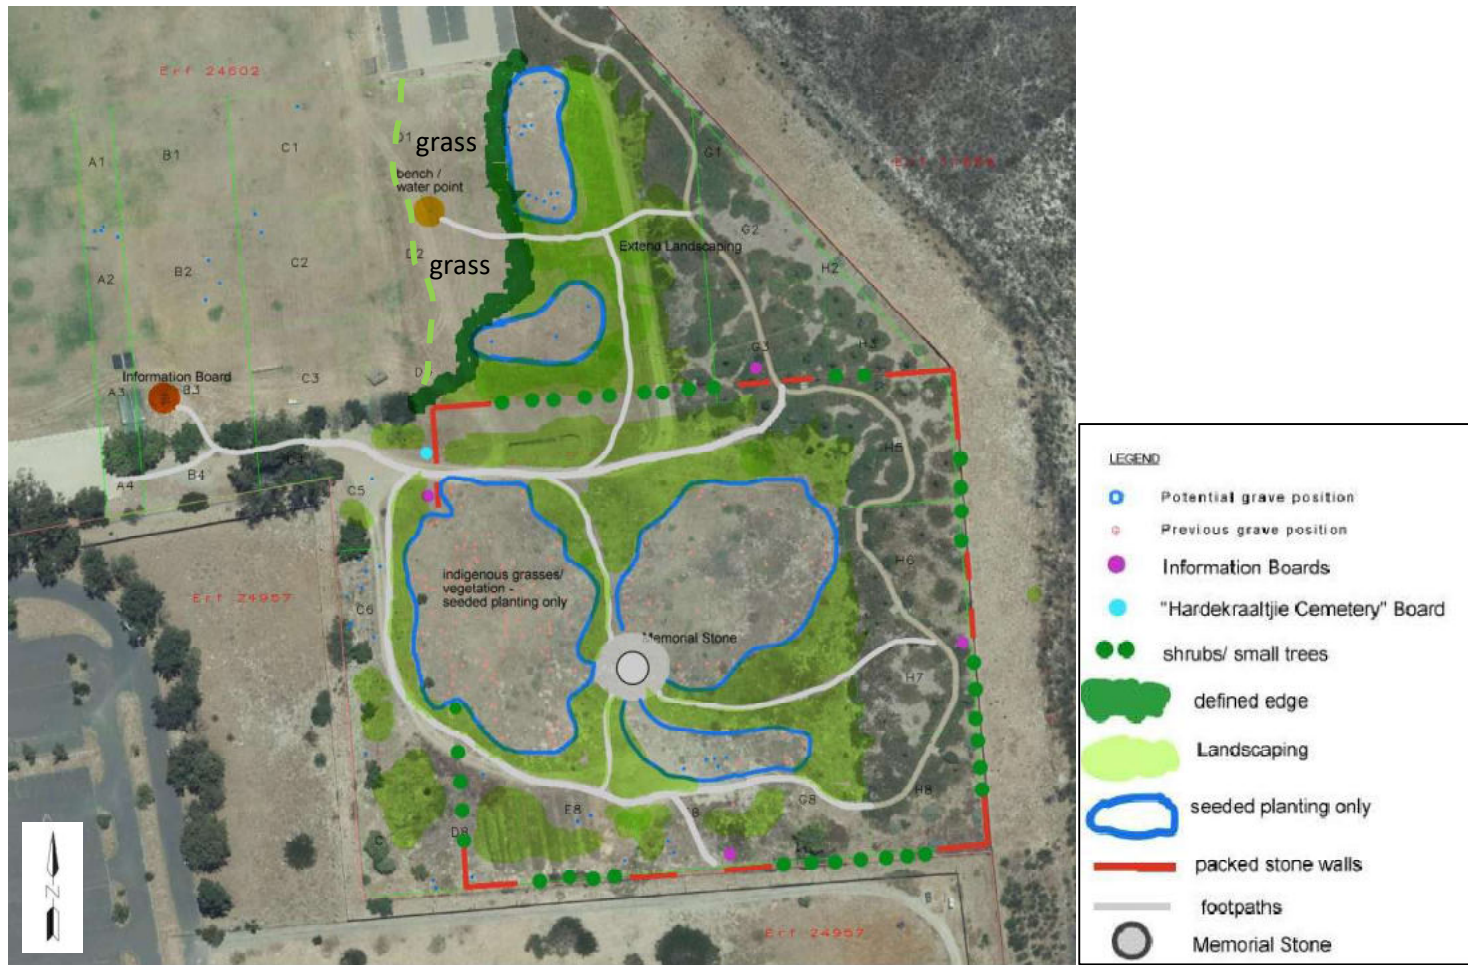 Erf 24602
D1
grass
bench /
water point
C1
B1
A1
G1
G2
Extend Landscaping
H2
D2
grass
C2
B2
A2
G3
H3
C3
Information Board
A3
B3
H5
B4
A4
C5
H6
indigenous grasses/
vegetation -
seeded planting only
Erf 24957
C6
Memorial Stone
H7
H8
G8
E8
D8
Erf 24957
N
LEGEND
Potential grave position
Previous grave position
Information Boards
"Hardekraaltjie Cemetery" Board
shrubs/ small trees
defined edge
Landscaping
seeded planting only
packed stone walls
footpaths
Memorial Stone